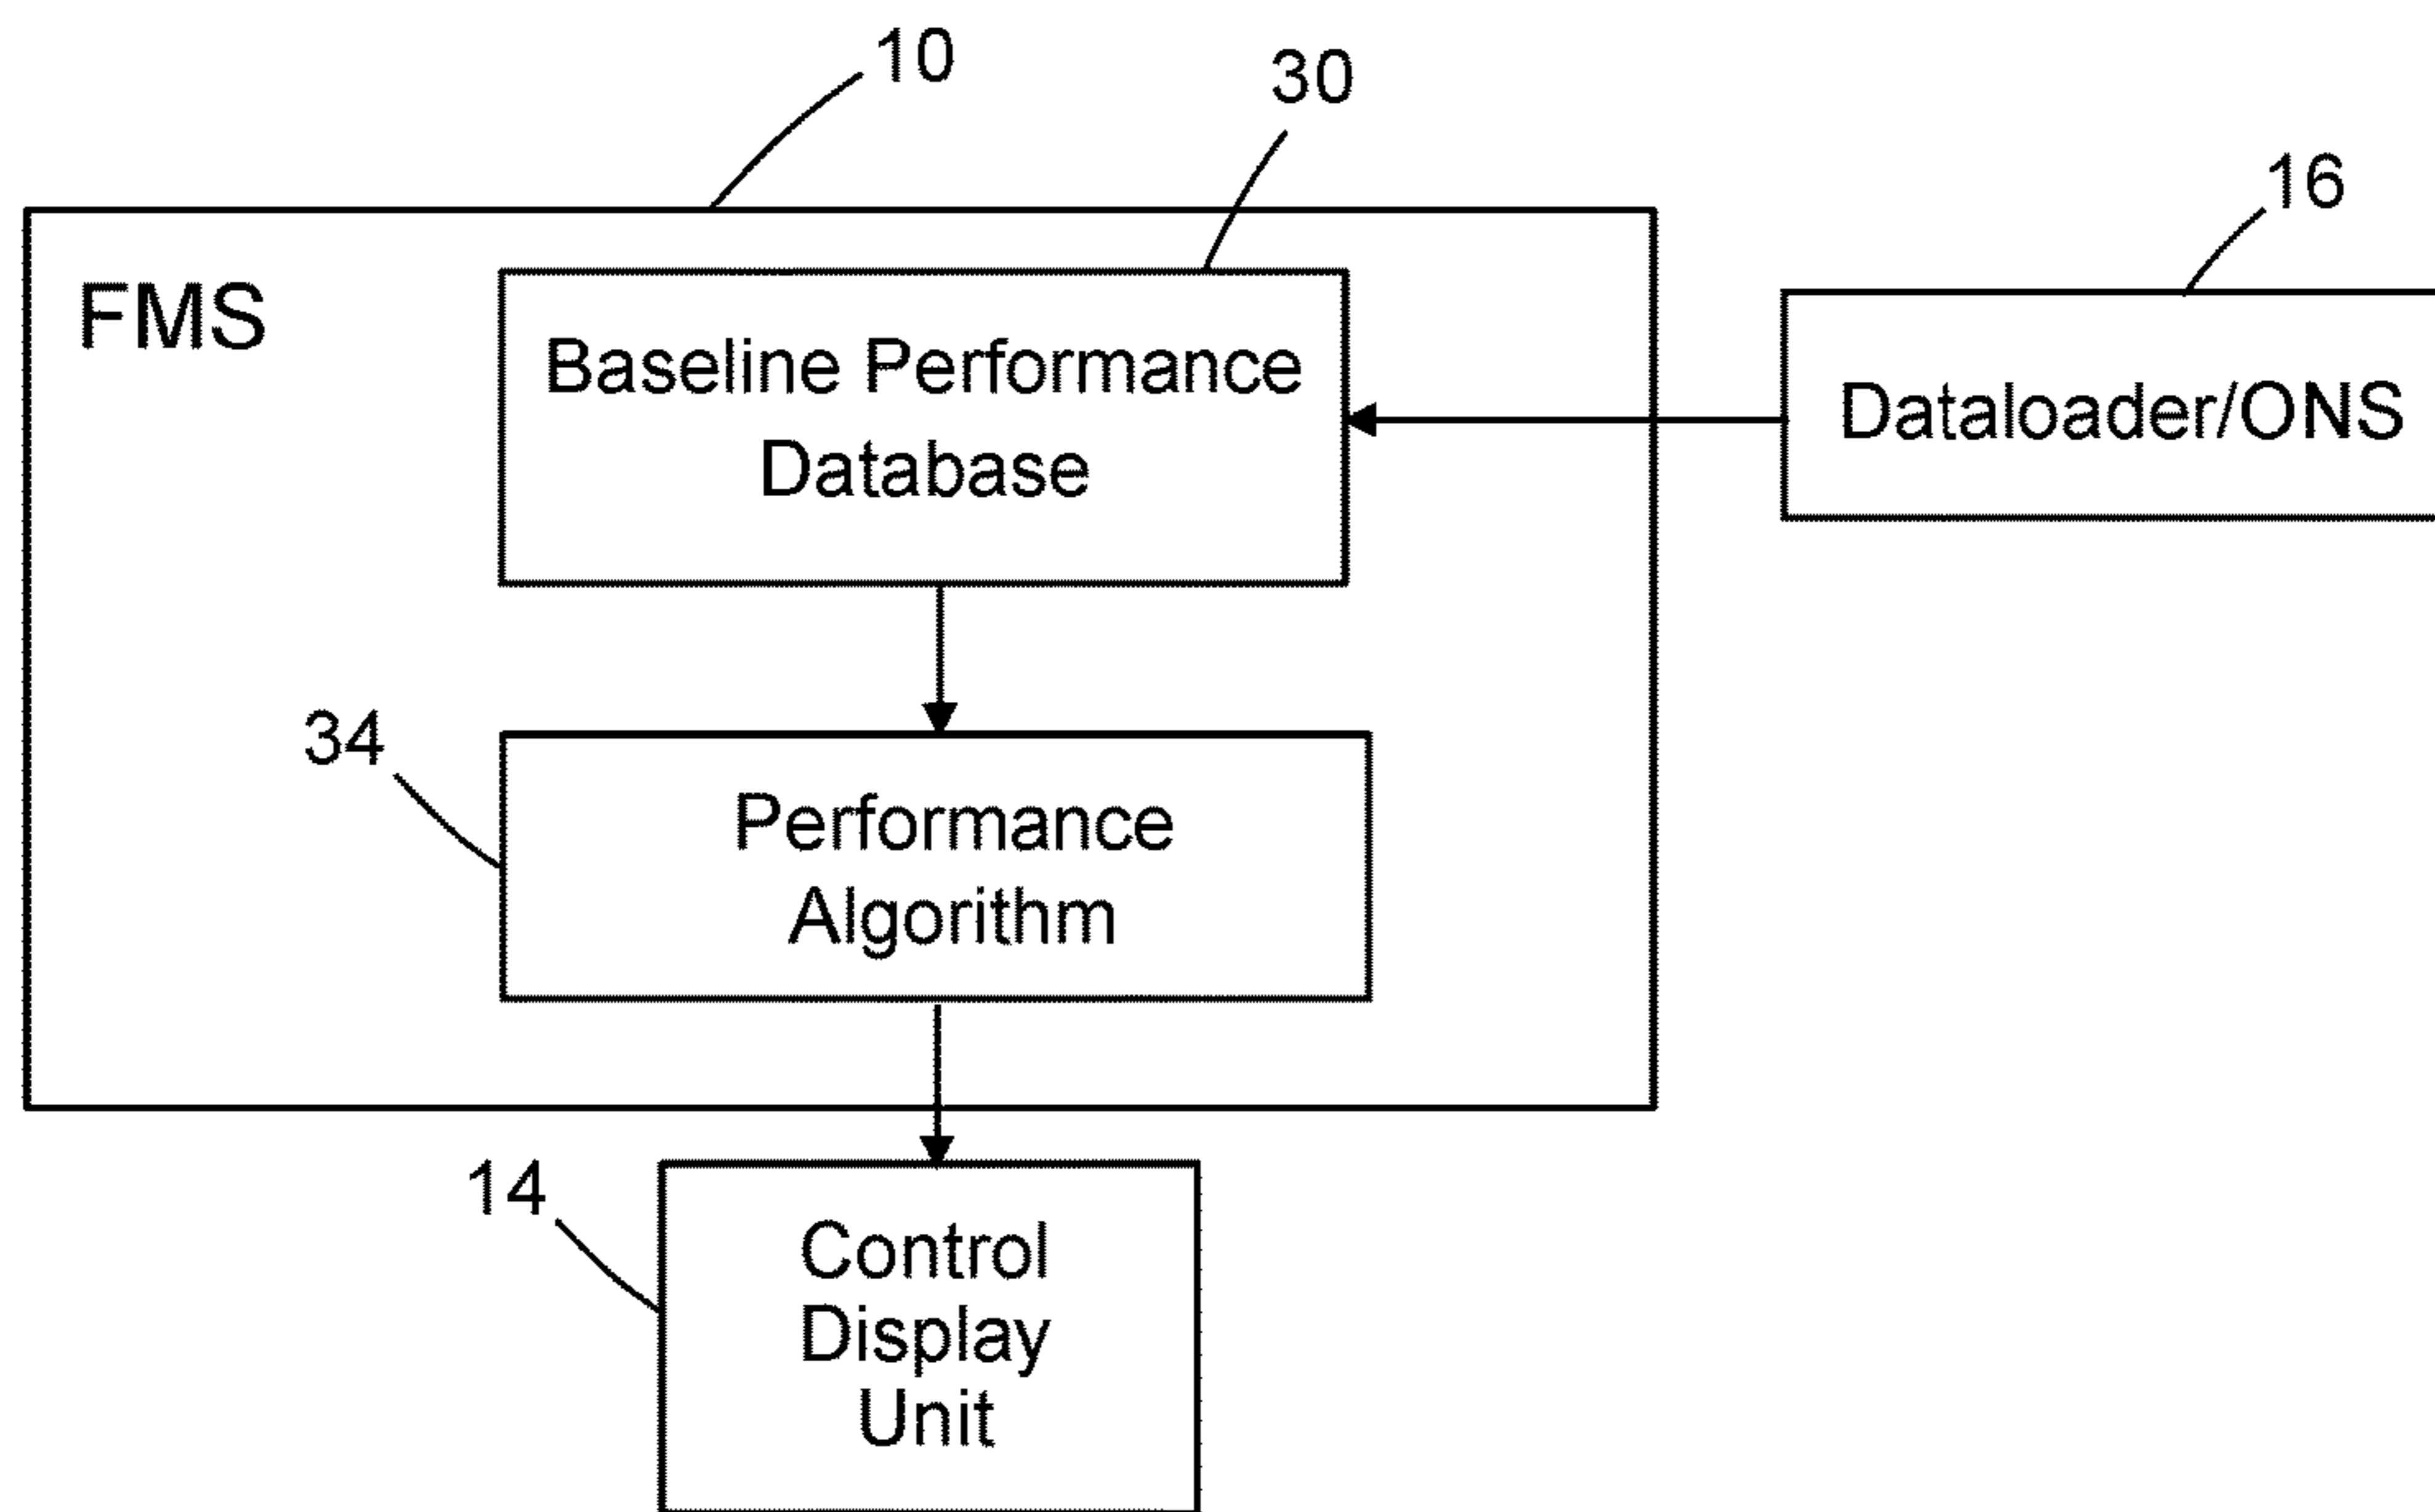 10
30
16
FMS
Baseline Performance
Database
Dataloader/ONS
34
Performance
Algorithm
14
Control
Display
Unit